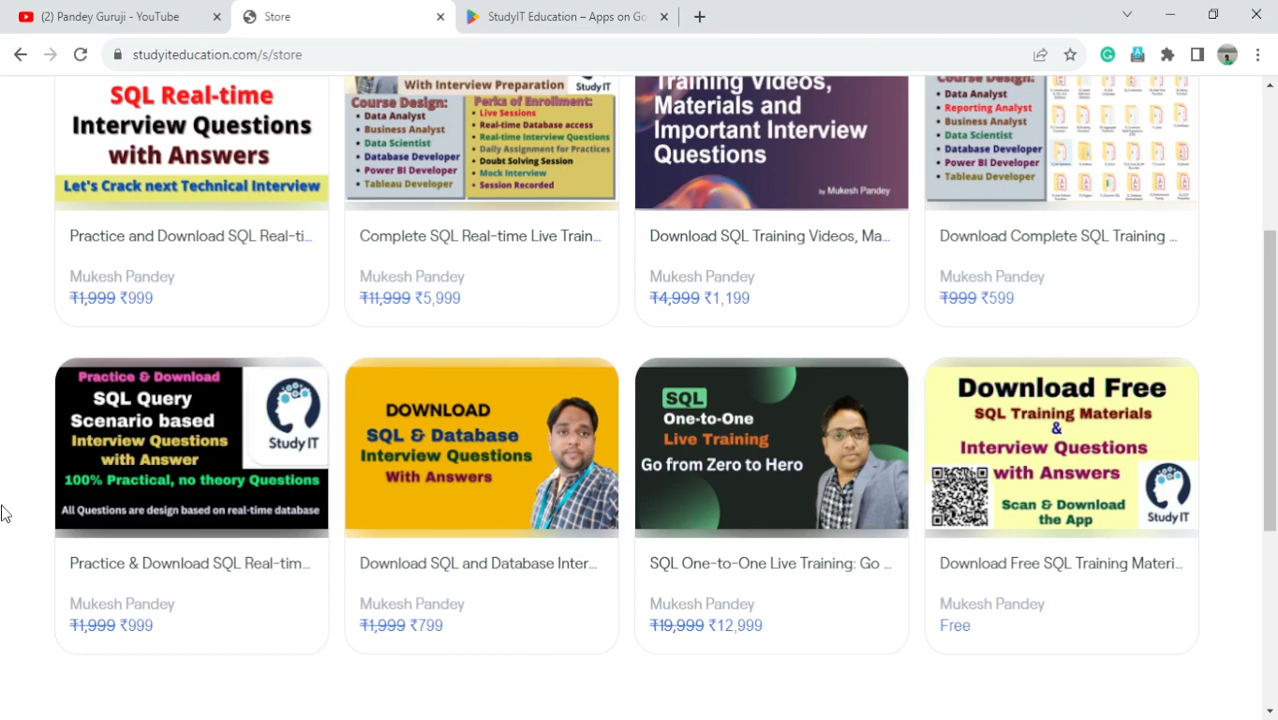 (2) Pandey Guruji - YouTube
Store
StudyIT Education – Apps on Go
studyiteducation.com/s/store
SQL Real-time
Interview Questions
with Answers
Let's Crack next Technical Interview
Practice and Download SQL Real-ti...
Mukesh Pandey
₹1,999 ₹999
With Interview Preparation
Study IT
Course Design:
• Data Analyst
• Business Analyst
• Data Scientist
• Database Developer
• Power BI Developer
• Tableau Developer
Perks of Enrollment:
• Live Sessions
• Real-time Database access
• Real-time Interview Questions
• Daily Assignment for Practices
• Doubt Solving Session
• Mock Interview
• Session Recorded
Complete SQL Real-time Live Train...
Mukesh Pandey
₹11,999 ₹5,999
Training Videos,
Materials and
Important Interview
Questions
by Mukesh Pandey
Download SQL Training Videos, Ma...
Mukesh Pandey
₹4,999 ₹1,199
Course Design:
• Data Analyst
• Reporting Analyst
• Business Analyst
• Data Scientist
• Database Developer
• Power BI Developer
• Tableau Developer
Download Complete SQL Training ...
Mukesh Pandey
₹999 ₹599
Practice & Download
SQL Query
Scenario based
Interview Questions
with Answer
Study IT
100% Practical, no theory Questions
All Questions are design based on real-time database
Practice & Download SQL Real-tim...
Mukesh Pandey
₹1,999 ₹999
DOWNLOAD
SQL & Database
Interview Questions
With Answers
Download SQL and Database Inter...
Mukesh Pandey
₹1,999 ₹799
SQL
One-to-One
Live Training
Go from Zero to Hero
SQL One-to-One Live Training: Go ...
Mukesh Pandey
₹19,999 ₹12,999
Download Free
SQL Training Materials
&
Interview Questions
with Answers
Scan & Download
the App
Study IT
Download Free SQL Training Materi...
Mukesh Pandey
Free